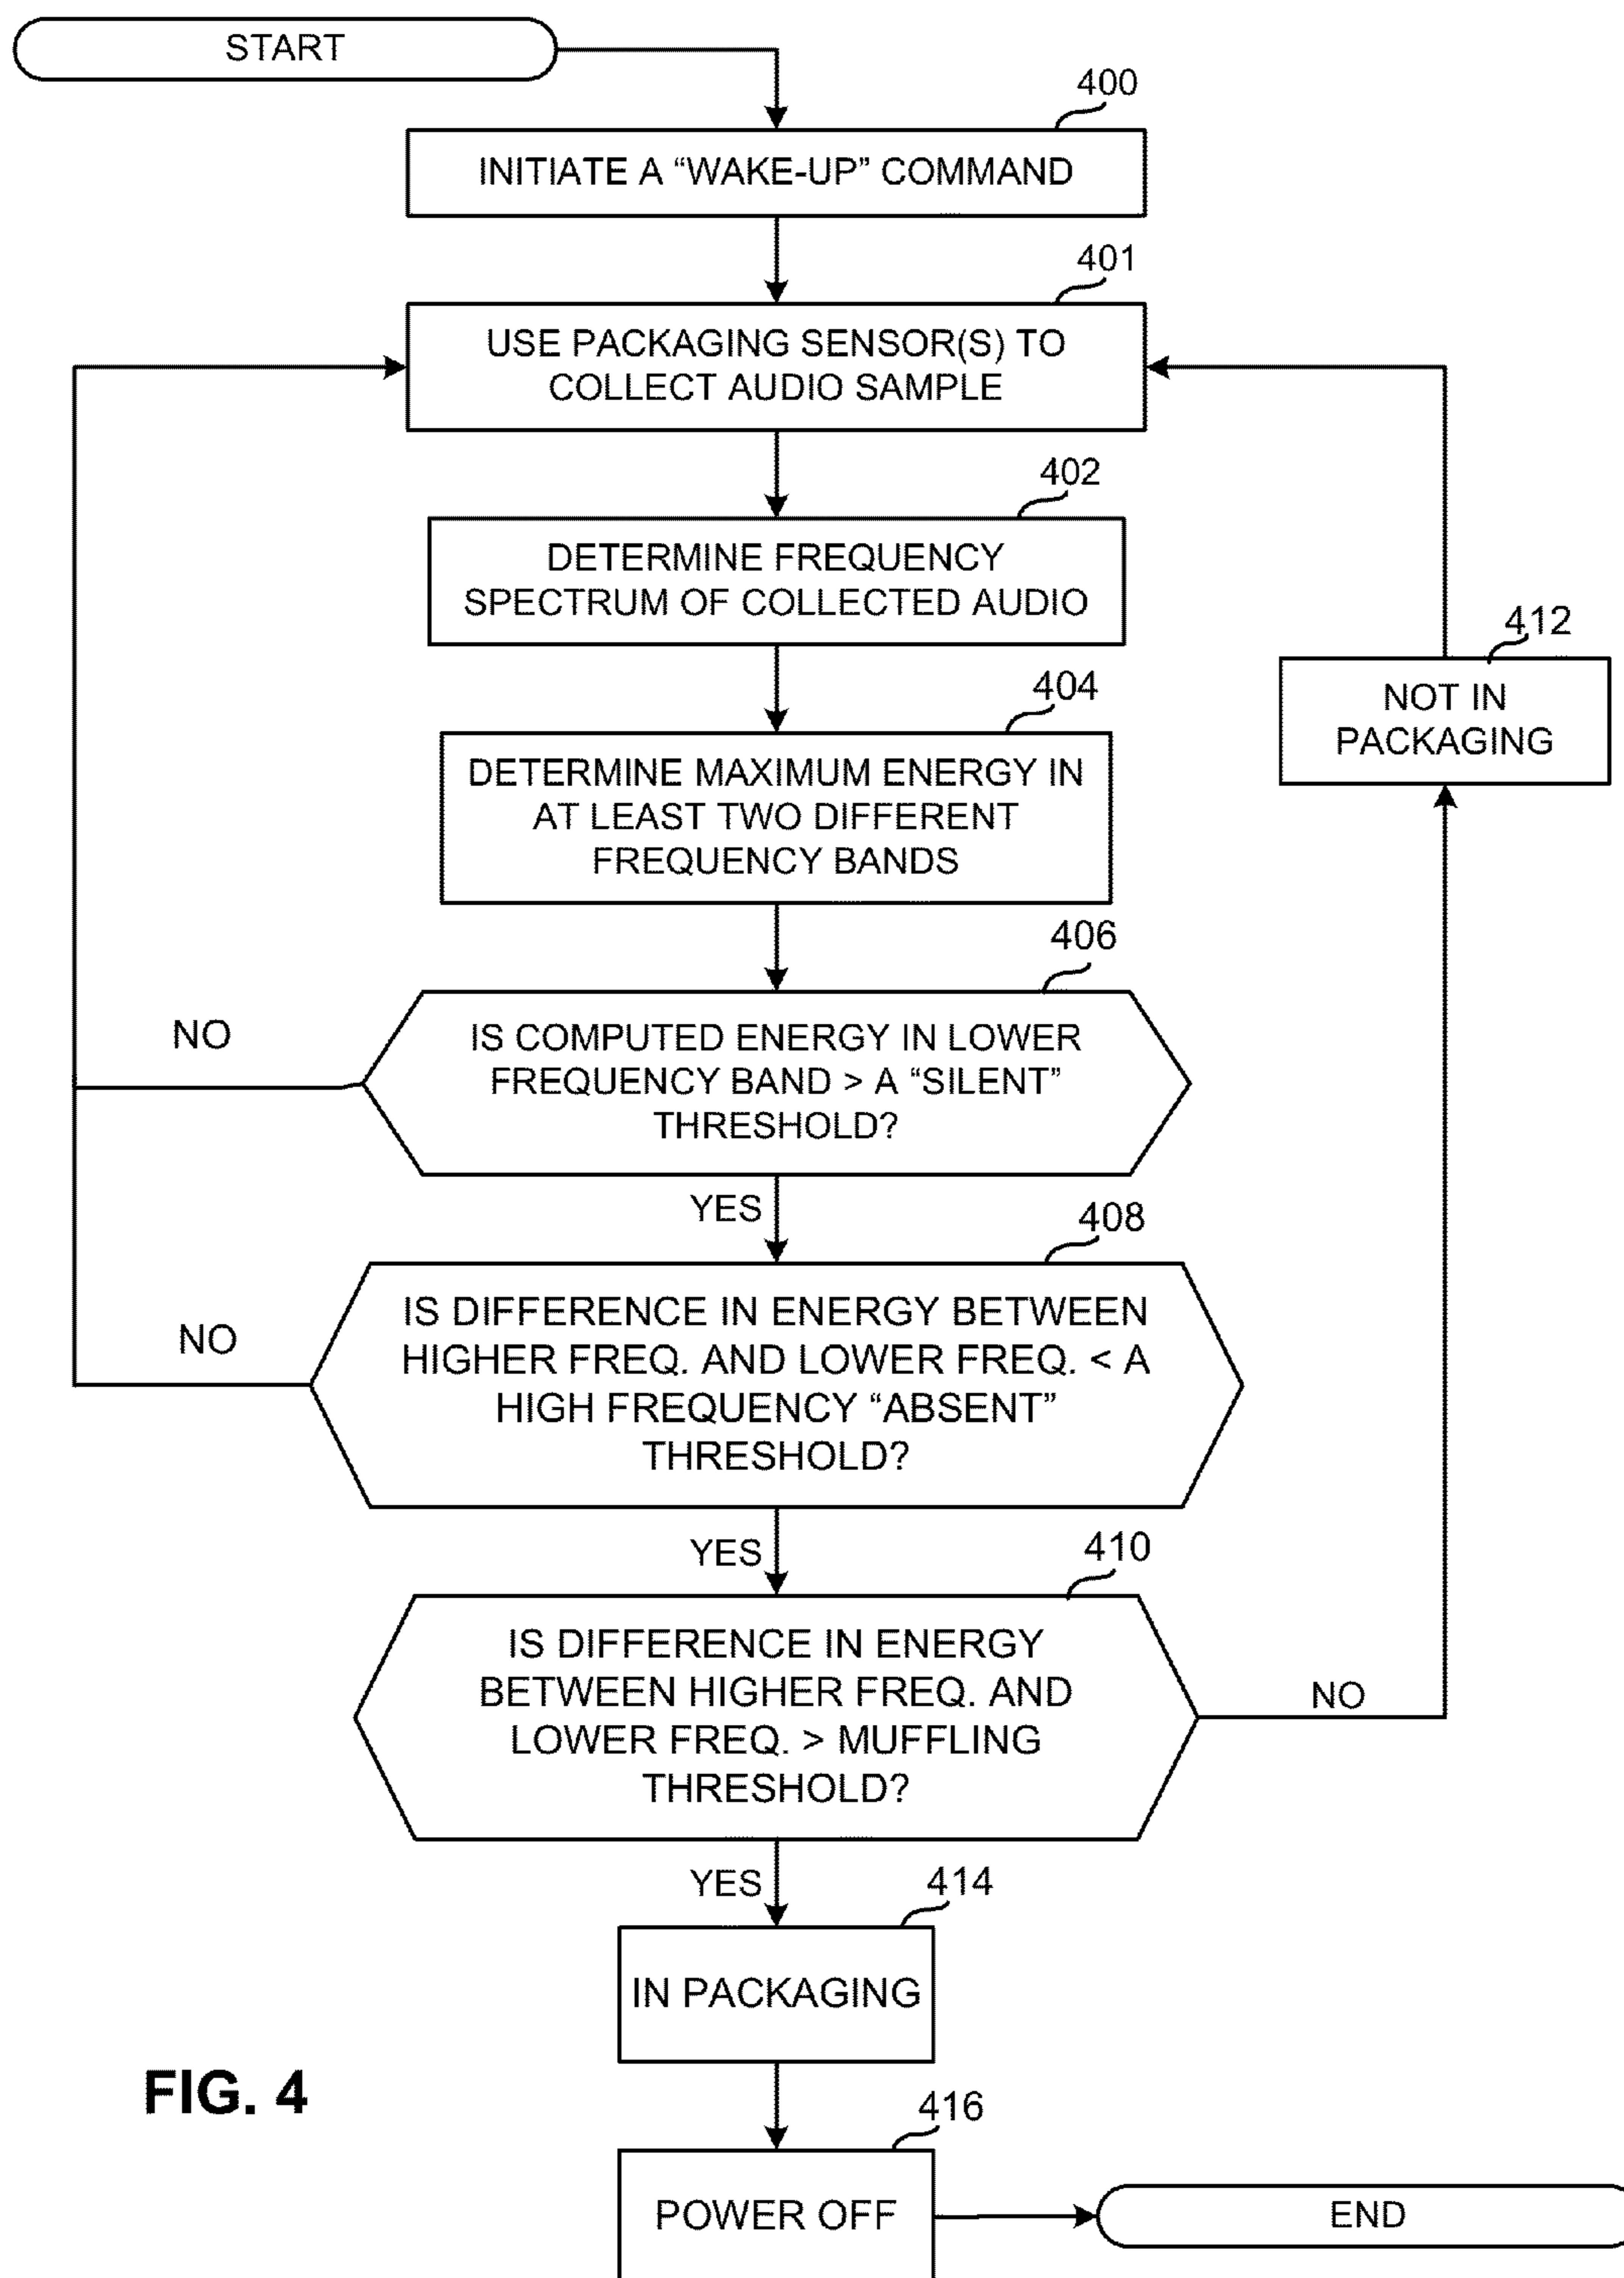 START
400
INITIATE A “WAKE-UP” COMMAND
401
USE PACKAGING SENSOR(S) TO
COLLECT AUDIO SAMPLE
402
DETERMINE FREQUENCY
SPECTRUM OF COLLECTED AUDIO
412
NOT IN
PACKAGING
404
DETERMINE MAXIMUM ENERGY IN
AT LEAST TWO DIFFERENT
FREQUENCY BANDS
406
NO
IS COMPUTED ENERGY IN LOWER
FREQUENCY BAND > A “SILENT”
THRESHOLD?
YES
408
NO
IS DIFFERENCE IN ENERGY BETWEEN
HIGHER FREQ. AND LOWER FREQ. < A
HIGH FREQUENCY “ABSENT”
THRESHOLD?
YES
410
IS DIFFERENCE IN ENERGY
BETWEEN HIGHER FREQ. AND
LOWER FREQ. > MUFFLING
THRESHOLD?
NO
YES
414
IN PACKAGING
FIG. 4
416
POWER OFF
END